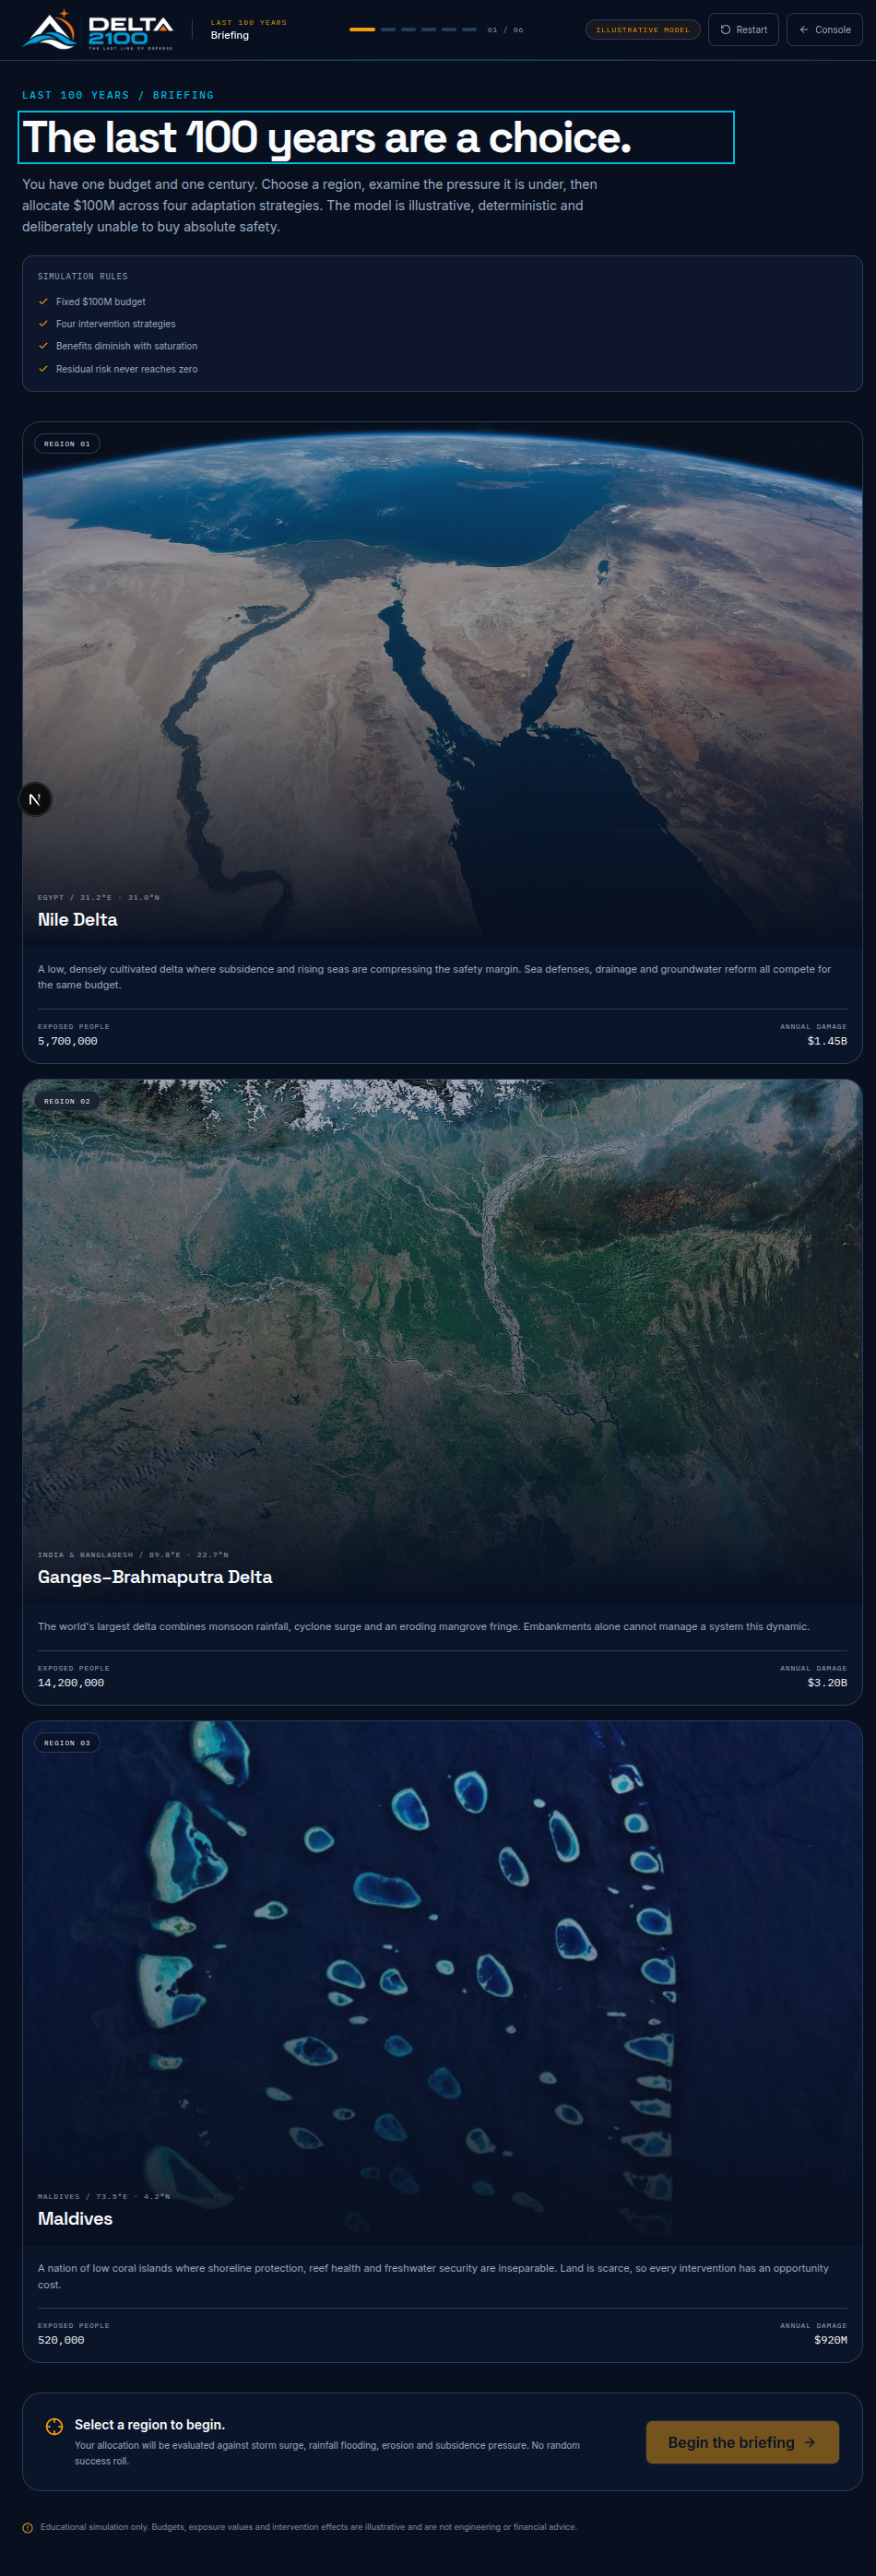 DELTA
2100
THE LAST LINE OF DEFENSE
LAST 100 YEARS
Briefing
01 / 06
ILLUSTRATIVE MODEL
Restart
Console
LAST 100 YEARS / BRIEFING
The last 100 years are a choice.
You have one budget and one century. Choose a region, examine the pressure it is under, then
allocate $100M across four adaptation strategies. The model is illustrative, deterministic and
deliberately unable to buy absolute safety.
SIMULATION RULES
Fixed $100M budget
Four intervention strategies
Benefits diminish with saturation
Residual risk never reaches zero
REGION 01
N
EGYPT / 31.2°E · 31.0°N
Nile Delta
A low, densely cultivated delta where subsidence and rising seas are compressing the safety margin. Sea defenses, drainage and groundwater reform all compete for
the same budget.
EXPOSED PEOPLE
ANNUAL DAMAGE
5,700,000
$1.45B
REGION 02
INDIA & BANGLADESH / 89.8°E · 22.7°N
Ganges–Brahmaputra Delta
The world's largest delta combines monsoon rainfall, cyclone surge and an eroding mangrove fringe. Embankments alone cannot manage a system this dynamic.
EXPOSED PEOPLE
ANNUAL DAMAGE
14,200,000
$3.20B
REGION 03
MALDIVES / 73.5°E · 4.2°N
Maldives
A nation of low coral islands where shoreline protection, reef health and freshwater security are inseparable. Land is scarce, so every intervention has an opportunity
cost.
EXPOSED PEOPLE
ANNUAL DAMAGE
520,000
$920M
Select a region to begin.
Your allocation will be evaluated against storm surge, rainfall flooding, erosion and subsidence pressure. No random
success roll.
Begin the briefing
Educational simulation only. Budgets, exposure values and intervention effects are illustrative and are not engineering or financial advice.